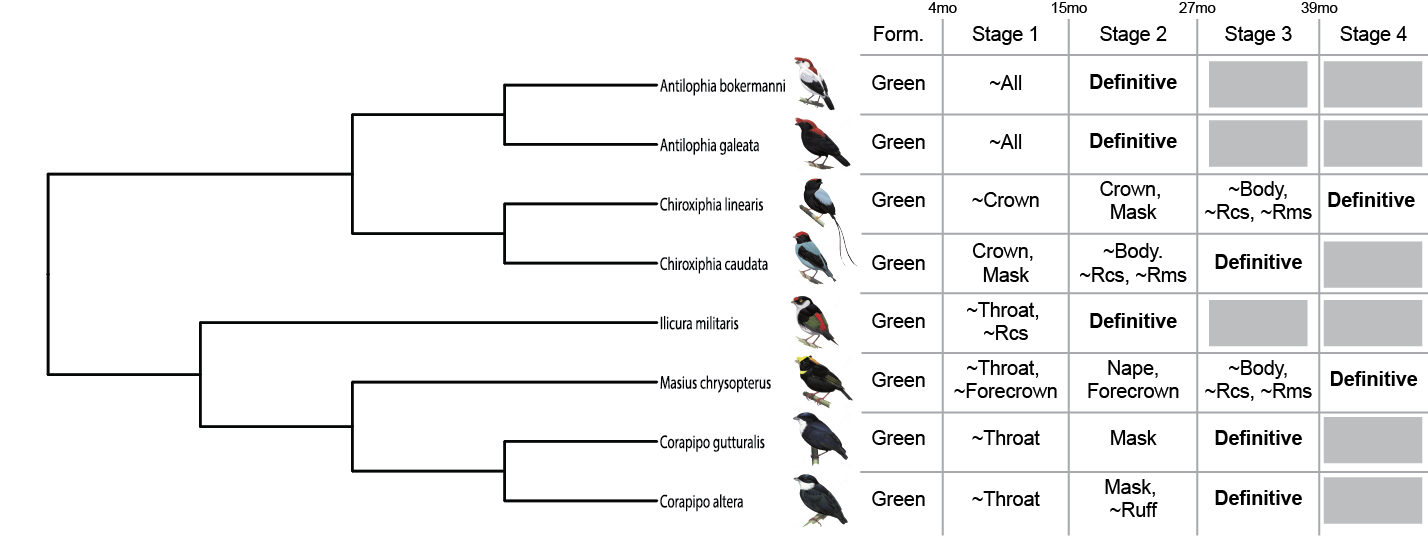 4mo 15mo 27mo 39mo
Form. Stage 1 Stage 2 Stage 3 Stage 4
Antilophia bokermanni Green ~All Definitive
Antilophia galeata Green ~All Definitive
Chiroxiphia linearis Green ~Crown Crown, Mask ~Body, ~Rcs, ~Rms Definitive
Chiroxiphia caudata Green Crown, Mask ~Body. ~Rcs, ~Rms Definitive
Ilicura militaris Green ~Throat, ~Rcs Definitive
Masius chrysopterus Green ~Throat, ~Forecrown Nape, Forecrown ~Body, ~Rcs, ~Rms Definitive
Corapipo gutturalis Green ~Throat Mask Definitive
Corapipo altera Green ~Throat Mask, ~Ruff Definitive